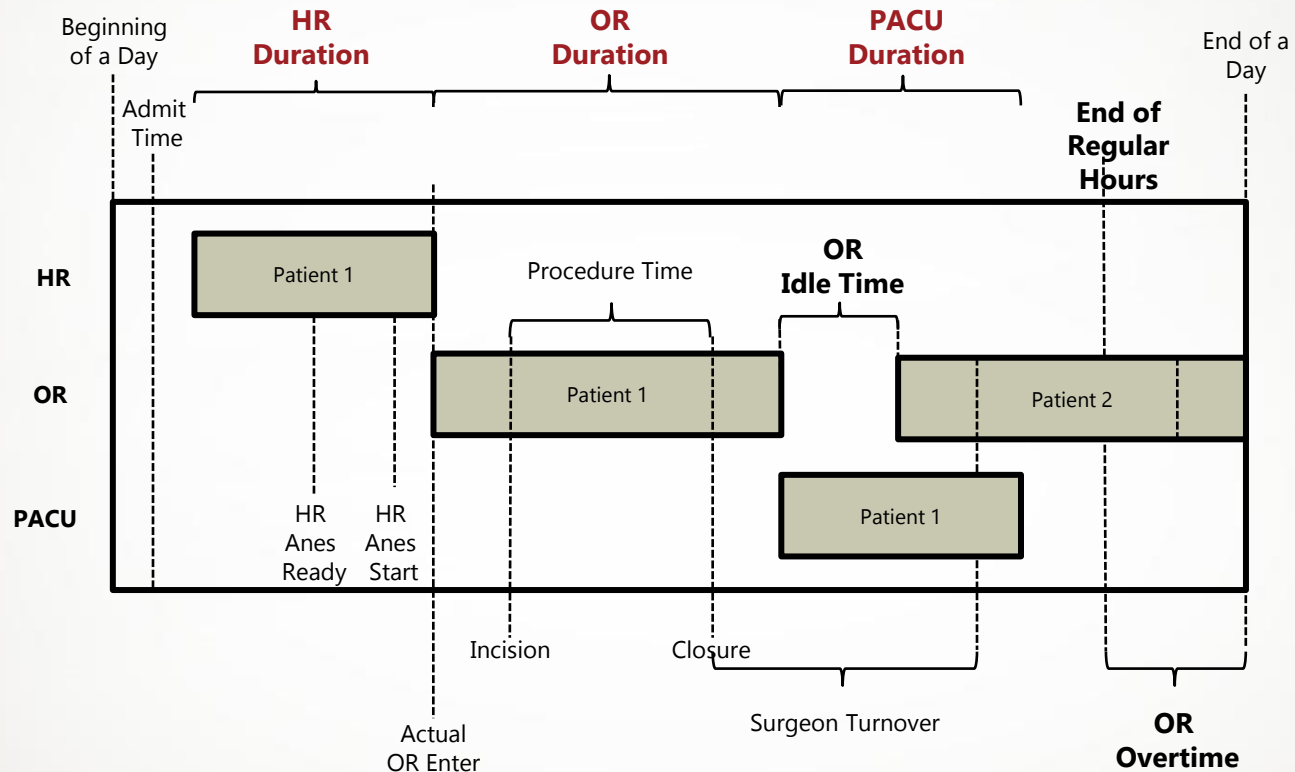 Beginning
of a Day
HR
Duration
OR
Duration
PACU
Duration
End of a
Day
Admit
Time
End of
Regular
Hours
HR
Patient 1
Procedure Time
OR
Idle Time
OR
Patient 1
Patient 2
PACU
Patient 1
HR
Anes
Ready
HR
Anes
Start
Incision
Closure
Actual
OR Enter
Surgeon Turnover
OR
Overtime